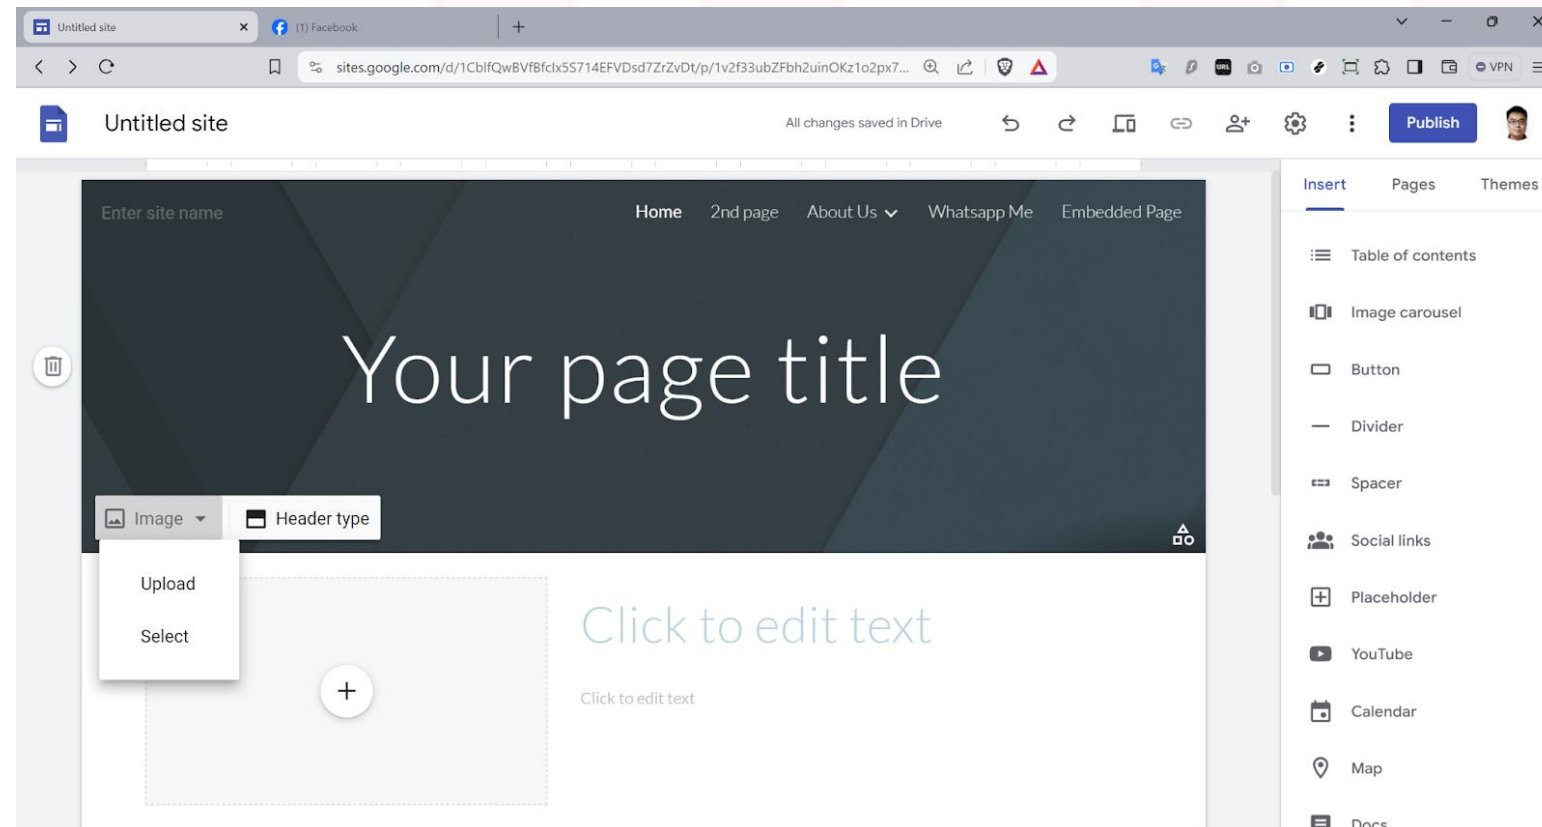 Untitled site
(1) Facebook
sites.google.com/d/1CblfQwBVfBfclx5S714EFVDsd7ZrZvDt/p/1v2f33ubZFbh2uinOKz1o2px7...
VPN
Untitled site
All changes saved in Drive
Publish
Insert Pages Themes
Enter site name
Home 2nd page About Us Whatsapp Me Embedded Page
Your page title
Image Header type
Upload
Select
Click to edit text
Click to edit text
Table of contents
Image carousel
Button
Divider
Spacer
Social links
Placeholder
YouTube
Calendar
Map
Docs